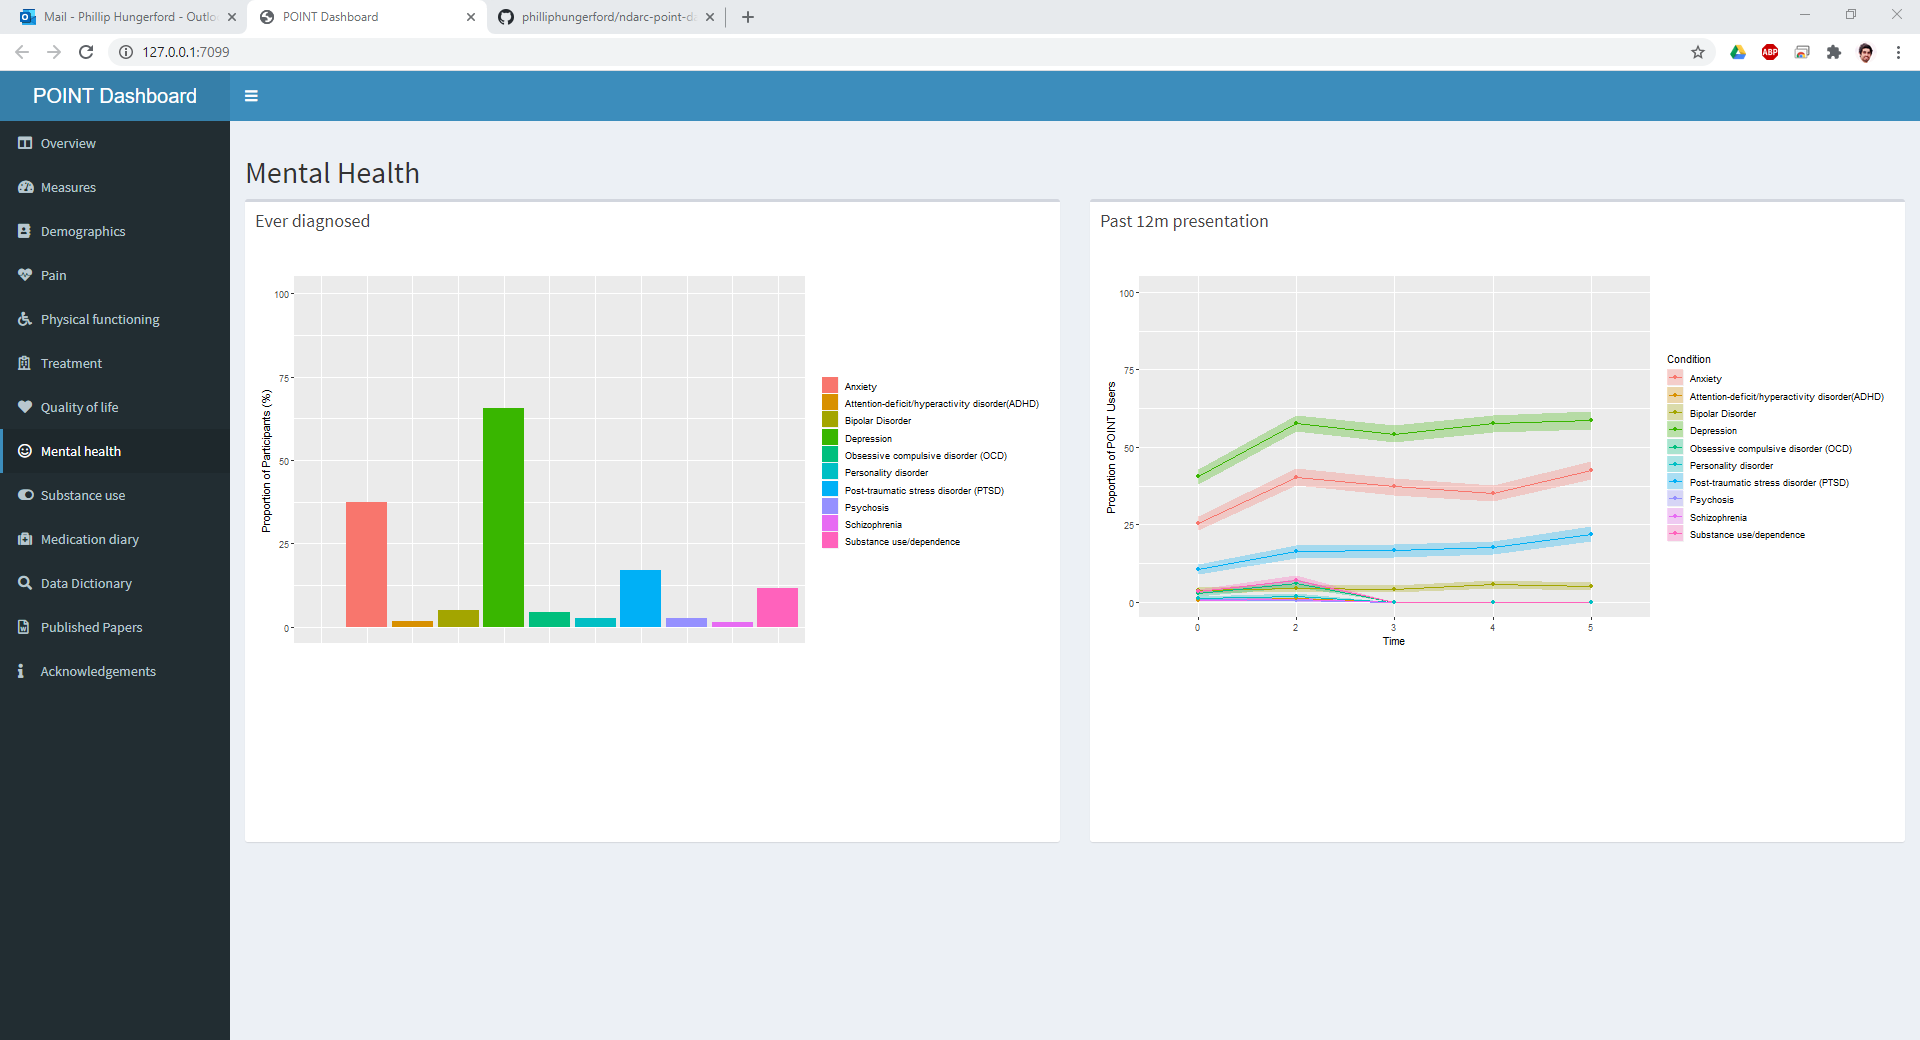 Mail - Phillip Hungerford - Outlo
POINT Dashboard
philliphungerford/ndarc-point-da
127.0.0.1:7099
ABP
POINT Dashboard
Overview
Measures
Demographics
Pain
Physical functioning
Treatment
Quality of life
Mental health
Substance use
Medication diary
Data Dictionary
Published Papers
Acknowledgements
Mental Health
Ever diagnosed
100
75
50
25
0
Proportion of Participants (%)
Anxiety
Attention-deficit/hyperactivity disorder(ADHD)
Bipolar Disorder
Depression
Obsessive compulsive disorder (OCD)
Personality disorder
Post-traumatic stress disorder (PTSD)
Psychosis
Schizophrenia
Substance use/dependence
Past 12m presentation
100
75
50
25
0
Proportion of POINT Users
0 2 3 4 5
Time
Condition
Anxiety
Attention-deficit/hyperactivity disorder(ADHD)
Bipolar Disorder
Depression
Obsessive compulsive disorder (OCD)
Personality disorder
Post-traumatic stress disorder (PTSD)
Psychosis
Schizophrenia
Substance use/dependence